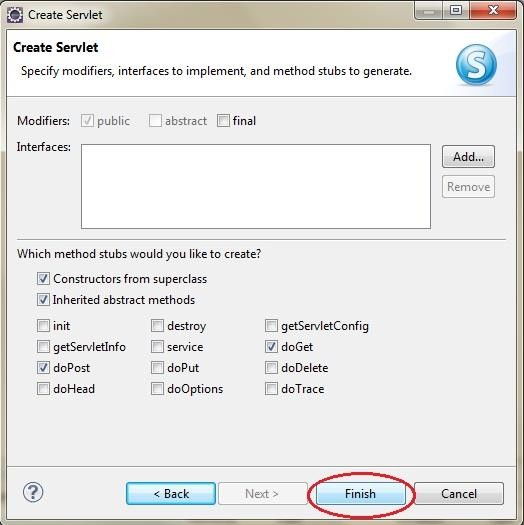 Create Servlet
Create Servlet
Specify modifiers, interfaces to implement, and method stubs to generate.
S
Modifiers: public abstract final
Interfaces:
Add...
Remove
Which method stubs would you like to create?
Constructors from superclass
Inherited abstract methods
init destroy getServletConfig
getServletInfo service doGet
doPost doPut doDelete
doHead doOptions doTrace
? < Back Next > Finish Cancel